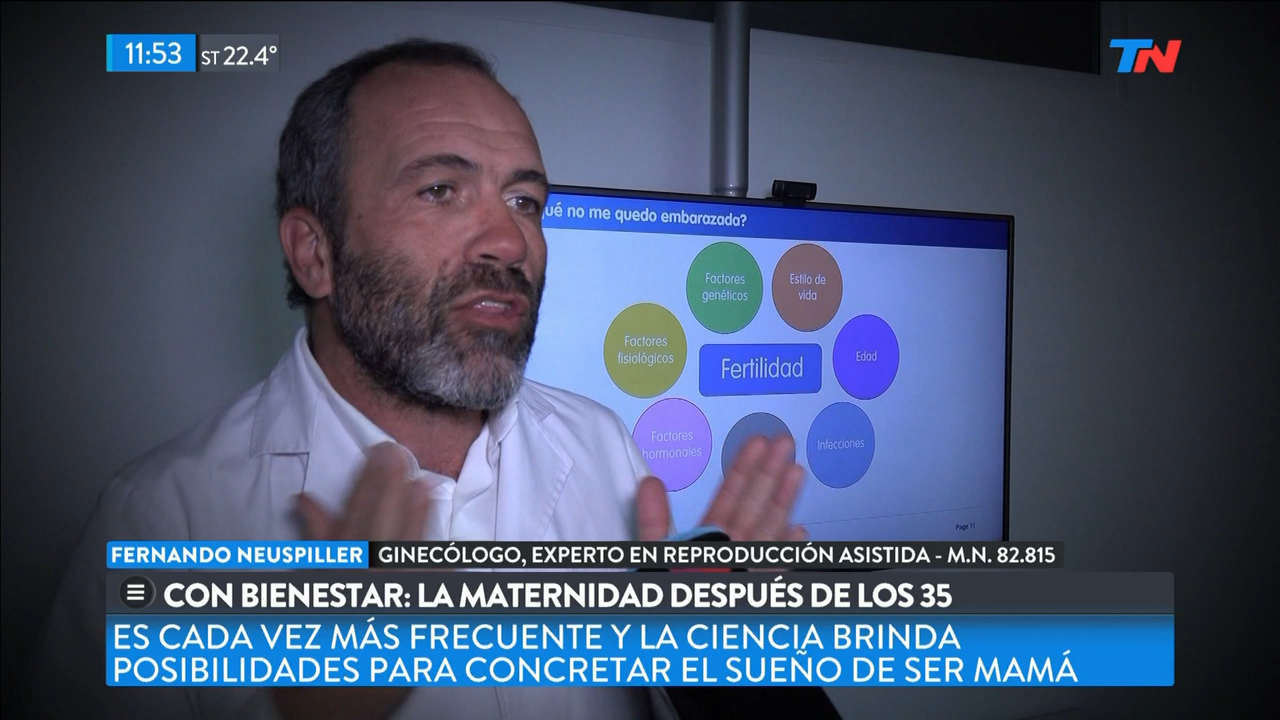 11:53 ST 22.4°
TN
qué no me quedo embarazada?
Factores
genéticos
Estilo de
vida
Factores
fisiológicos
Fertilidad
Edad
Factores
hormonales
Infecciones
Page 11
FERNANDO NEUSPILLER GINECÓLOGO, EXPERTO EN REPRODUCCIÓN ASISTIDA - M.N. 82.815
CON BIENESTAR: LA MATERNIDAD DESPUÉS DE LOS 35
ES CADA VEZ MÁS FRECUENTE Y LA CIENCIA BRINDA
POSIBILIDADES PARA CONCRETAR EL SUEÑO DE SER MAMÁ